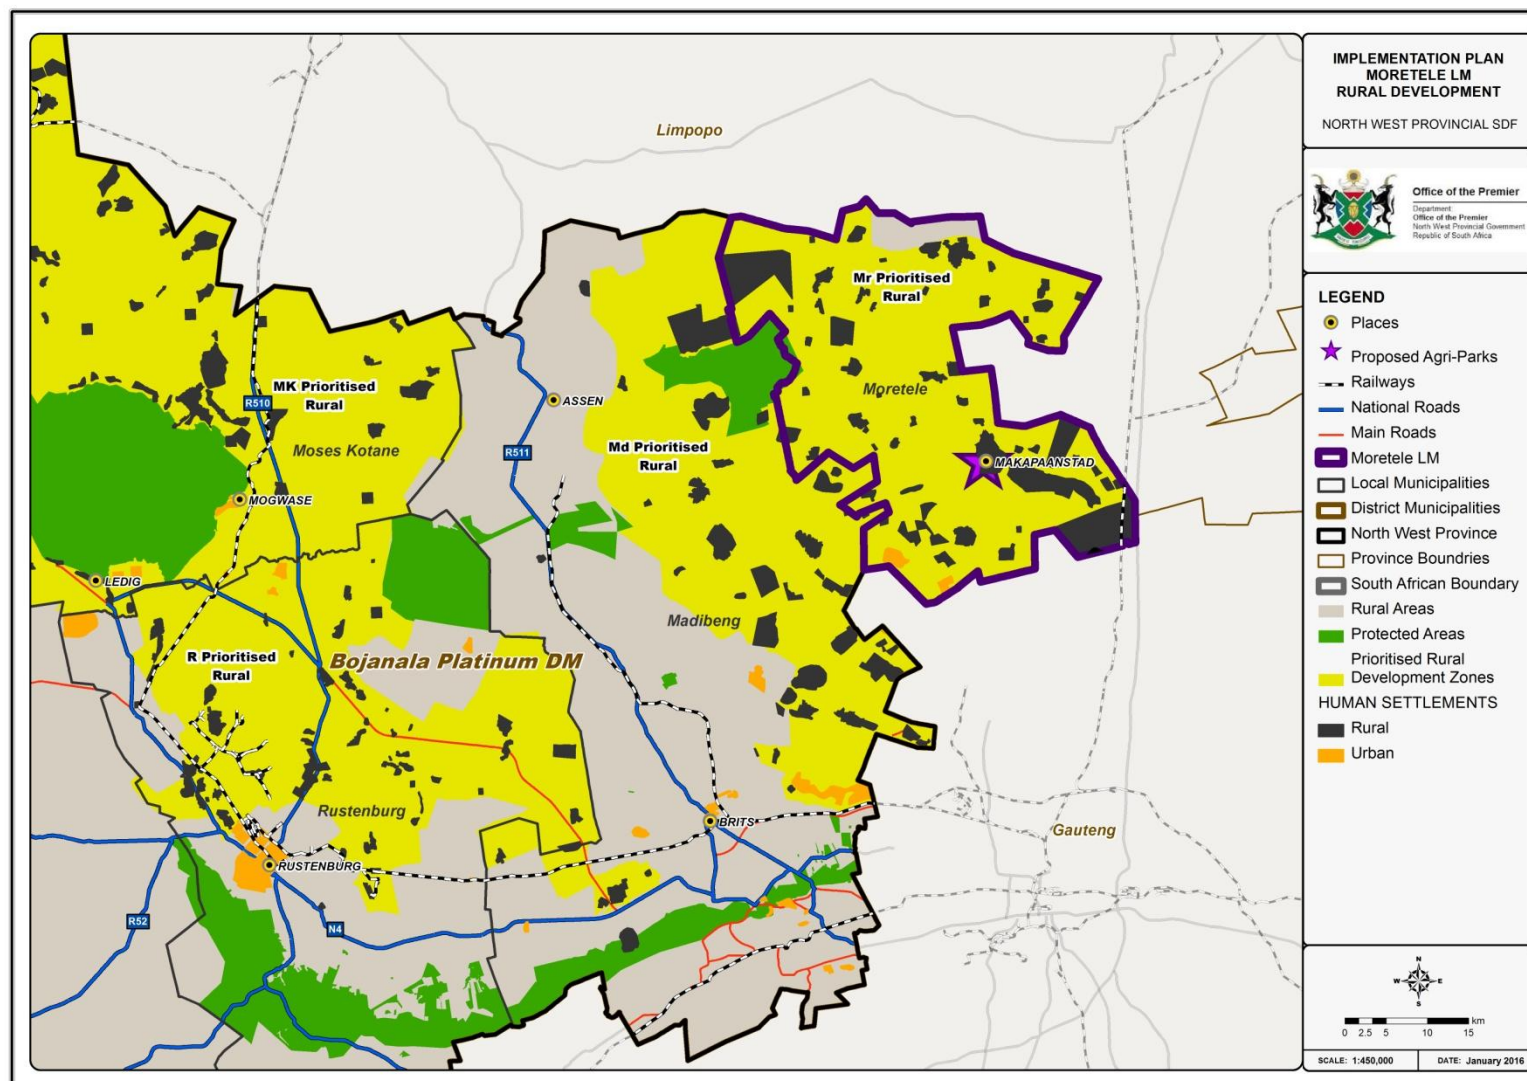 IMPLEMENTATION PLAN
MORETELE LM
RURAL DEVELOPMENT
NORTH WEST PROVINCIAL SDF
Office of the Premier
Department:
Office of the Premier
North West Provincial Government
Republic of South Africa
LEGEND
Places
Proposed Agri-Parks
Railways
National Roads
Main Roads
Moretele LM
Local Municipalities
District Municipalities
North West Province
Province Boundries
South African Boundary
Rural Areas
Protected Areas
Prioritised Rural
Development Zones
HUMAN SETTLEMENTS
Rural
Urban
N
W E
S
km
0 2.5 5 10 15
SCALE: 1:450,000
DATE: January 2016
Limpopo
Mr Prioritised
Rural
MK Prioritised
Rural
R510
ASSEN
Moretele
Moses Kotane
R511
Md Prioritised
Rural
MAKAPAANSTAD
MOGWASE
LEDIG
Madibeng
R Prioritised
Rural
Bojanala Platinum DM
Rustenburg
BRITS
Gauteng
RUSTENBURG
R52
N4